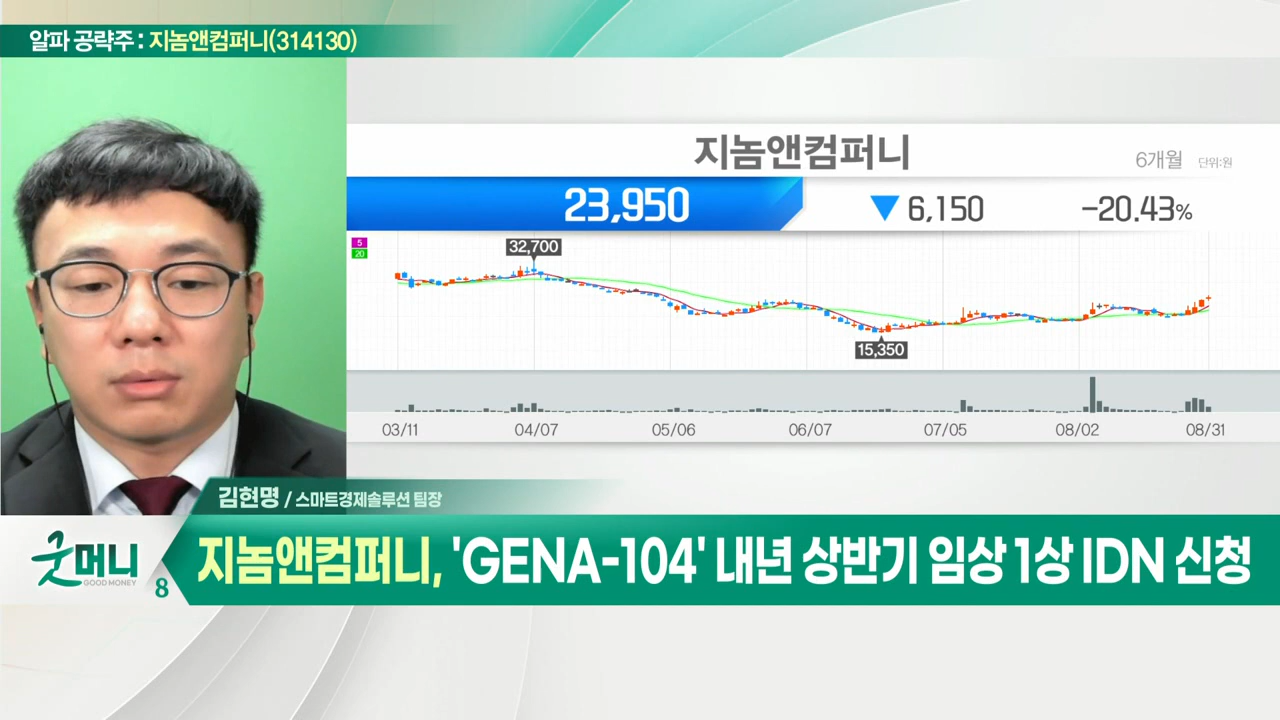 알파 공략주 : 지놈앤컴퍼니(314130)
지놈앤컴퍼니
6개월 단위:원
23,950 ▼ 6,150 -20.43%
5
20
32,700
15,350
03/11 04/07 05/06 06/07 07/05 08/02 08/31
김현명 / 스마트경제솔루션 팀장
굿머니
GOOD MONEY
8
지놈앤컴퍼니, 'GENA-104' 내년 상반기 임상 1상 IDN 신청